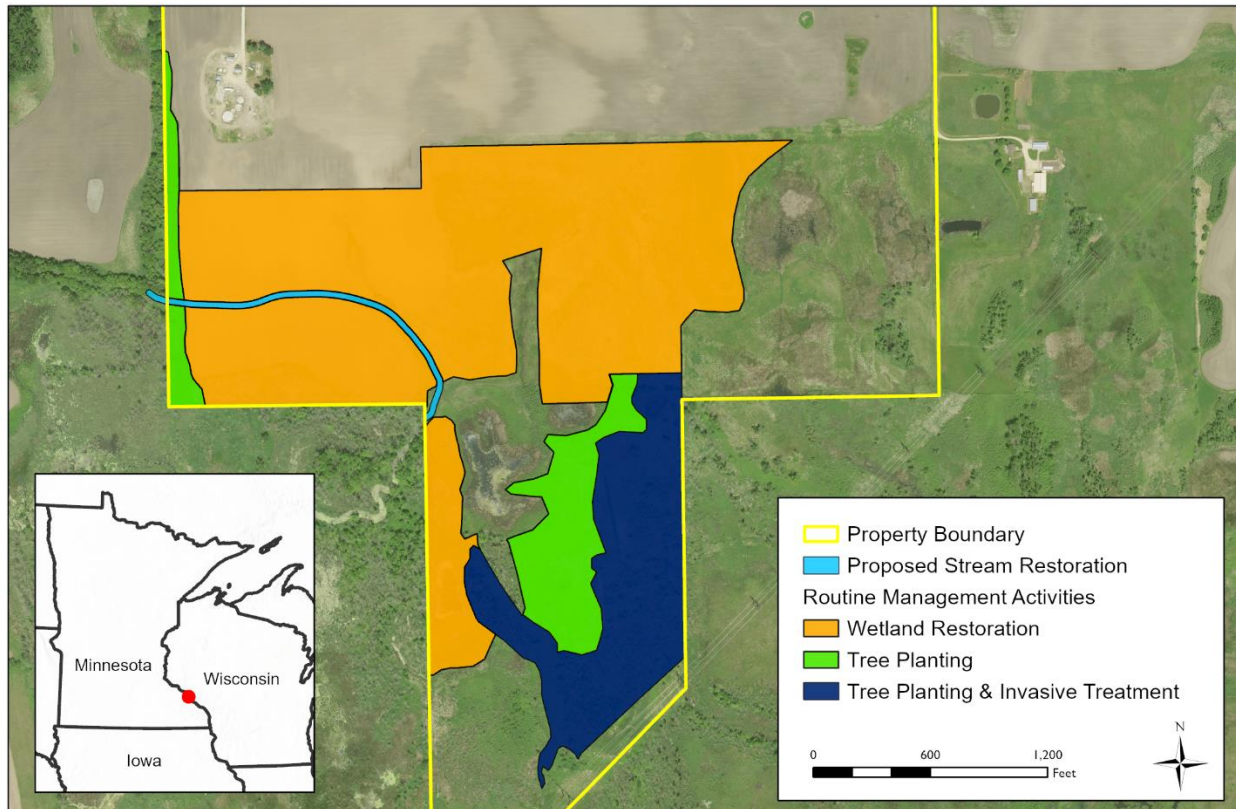 Property Boundary
Proposed Stream Restoration
Routine Management Activities
Wetland Restoration
Tree Planting
Tree Planting & Invasive Treatment
N
0 600 1,200
Feet
Minnesota
Wisconsin
Iowa